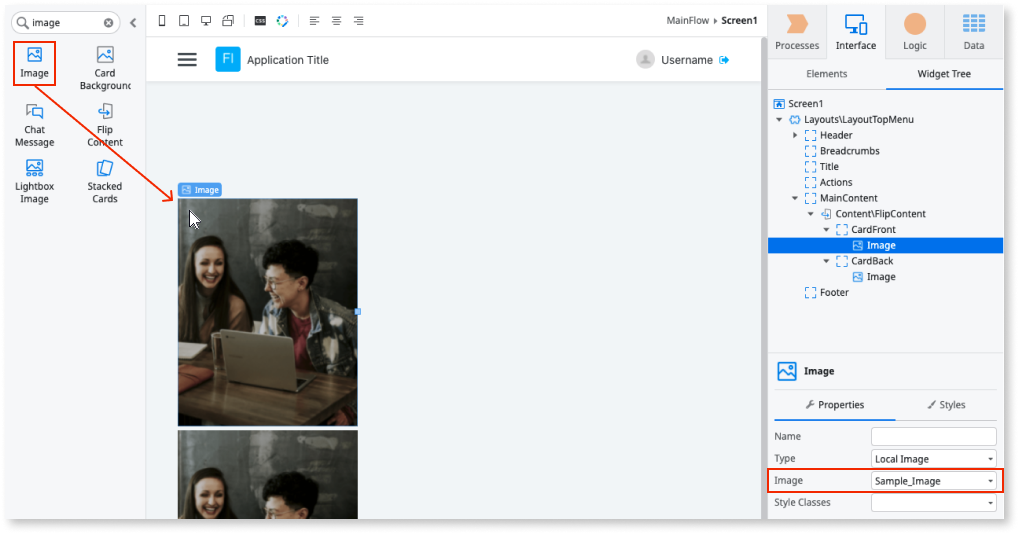 image
Image
Card
Background
Chat
Message
Flip
Content
Lightbox
Image
Stacked
Cards
CSS
MainFlow ▸ Screen1
FI
Application Title
Username
Image
Processes
Interface
Logic
Data
Elements
Widget Tree
Screen1
Layouts\LayoutTopMenu
Header
Breadcrumbs
Title
Actions
MainContent
Content\FlipContent
CardFront
Image
CardBack
Image
Footer
Image
Properties
Styles
Name
Type
Local Image
Image
Sample_Image
Style Classes